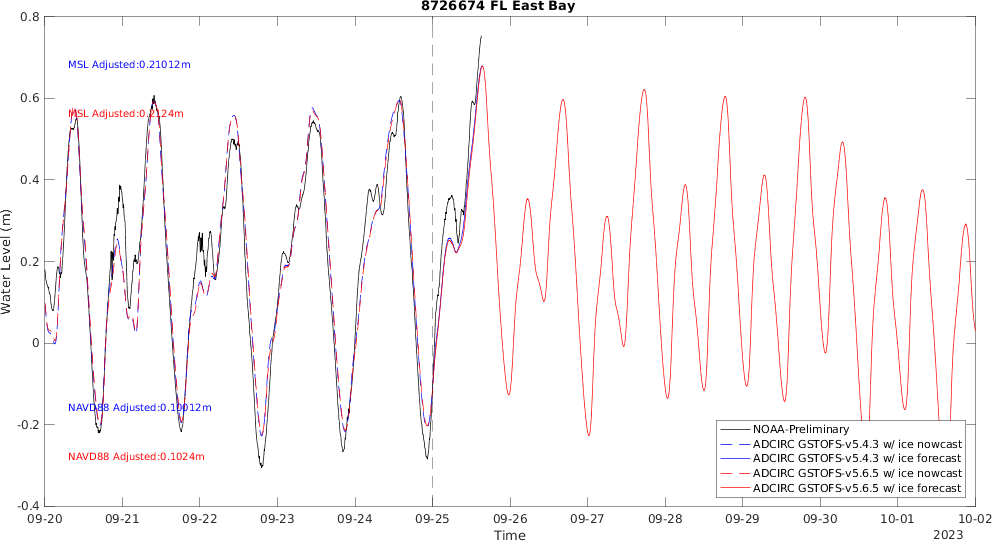 8726674 FL East Bay
0.8
0.6
0.4
0.2
0
-0.2
-0.4
Water Level (m)
MSL Adjusted:0.21012m
MSL Adjusted:0.2124m
NAVD88 Adjusted:0.10012m
NAVD88 Adjusted:0.1024m
NOAA-Preliminary
ADCIRC GSTOFS-v5.4.3 w/ ice nowcast
ADCIRC GSTOFS-v5.4.3 w/ ice forecast
ADCIRC GSTOFS-v5.6.5 w/ ice nowcast
ADCIRC GSTOFS-v5.6.5 w/ ice forecast
09-20 09-21 09-22 09-23 09-24 09-25 09-26 09-27 09-28 09-29 09-30 10-01 10-02
Time
2023